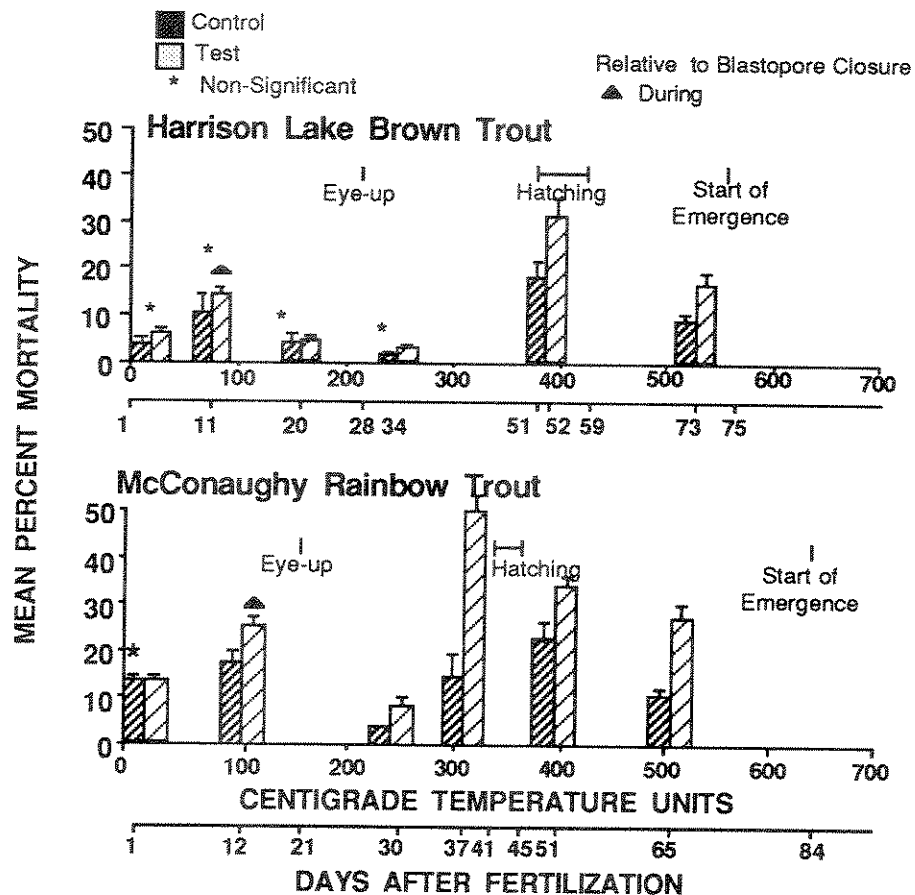 Control
Test
* Non-Significant
Relative to Blastopore Closure
During
Harrison Lake Brown Trout
MEAN PERCENT MORTALITY
50
40
30
20
10
0
Eye-up
Hatching
Start of
Emergence
*
*
*
*
0 100 200 300 400 500 600 700
1 11 20 28 34 51 52 59 73 75
McConaughy Rainbow Trout
50
40
30
20
10
0
Eye-up
Hatching
Start of
Emergence
*
0 100 200 300 400 500 600 700
CENTIGRADE TEMPERATURE UNITS
1 12 21 30 37 41 45 51 65 84
DAYS AFTER FERTILIZATION